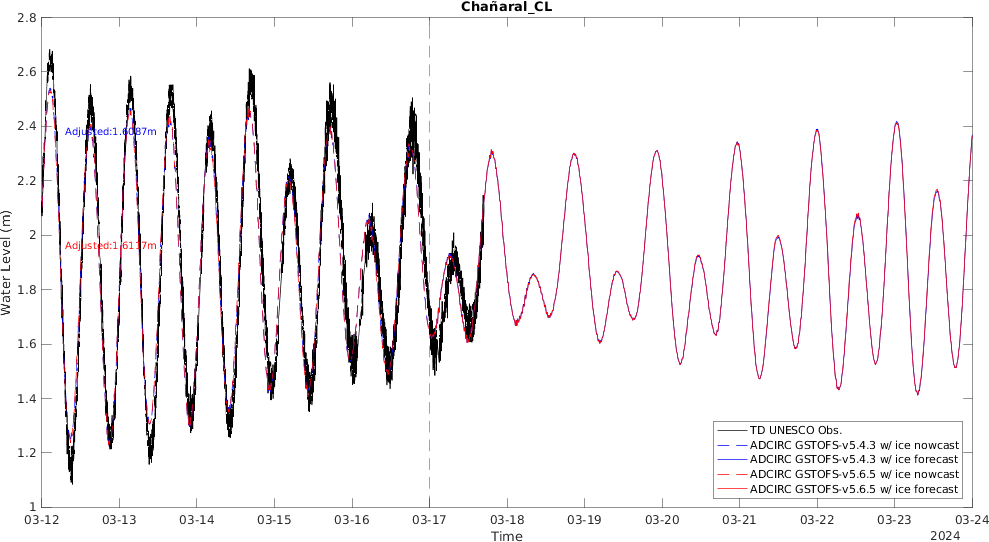 Chañaral_CL
2.8
2.6
2.4
2.2
2
1.8
1.6
1.4
1.2
1
Water Level (m)
Adjusted:1.6087m
Adjusted:1.6117m
TD UNESCO Obs.
ADCIRC GSTOFS-v5.4.3 w/ ice nowcast
ADCIRC GSTOFS-v5.4.3 w/ ice forecast
ADCIRC GSTOFS-v5.6.5 w/ ice nowcast
ADCIRC GSTOFS-v5.6.5 w/ ice forecast
03-12 03-13 03-14 03-15 03-16 03-17 03-18 03-19 03-20 03-21 03-22 03-23 03-24
Time
2024